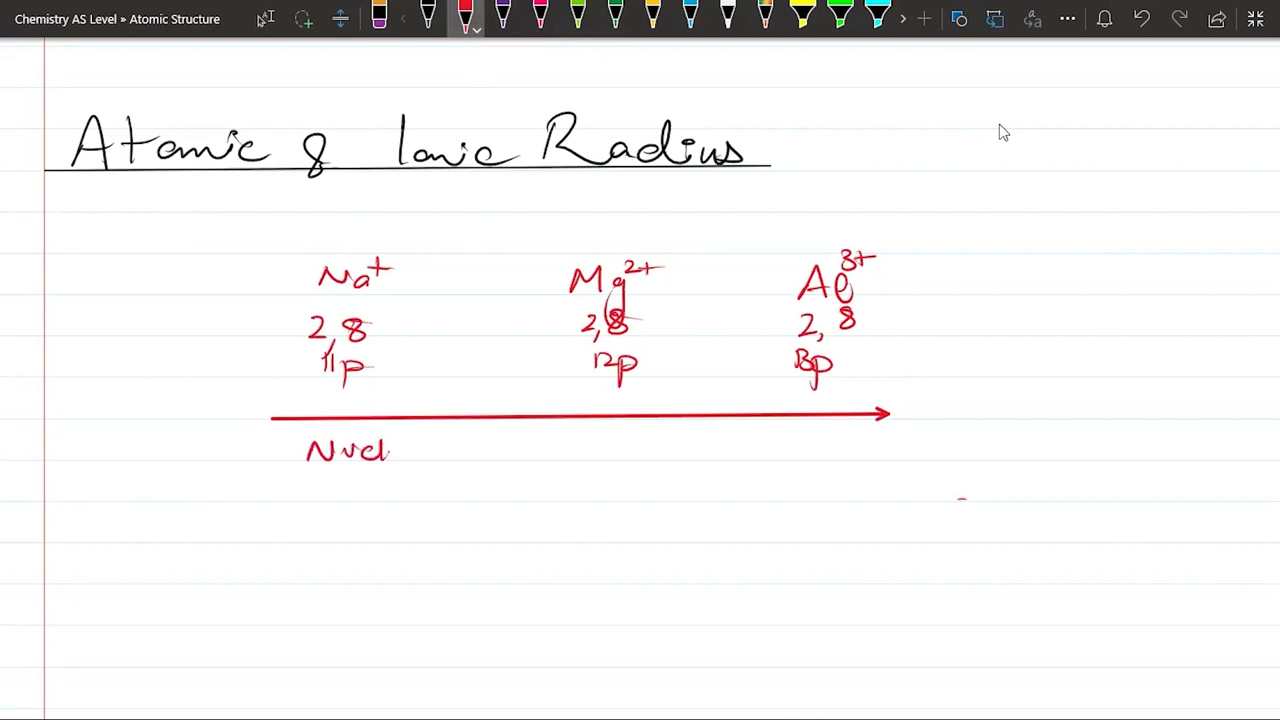 Chemistry AS Level » Atomic Structure
Atomic & Ionic Radius
Na⁺ Mg²⁺ Al³⁺
2,8 2,8 2,8
11p 12p 13p
Nucl